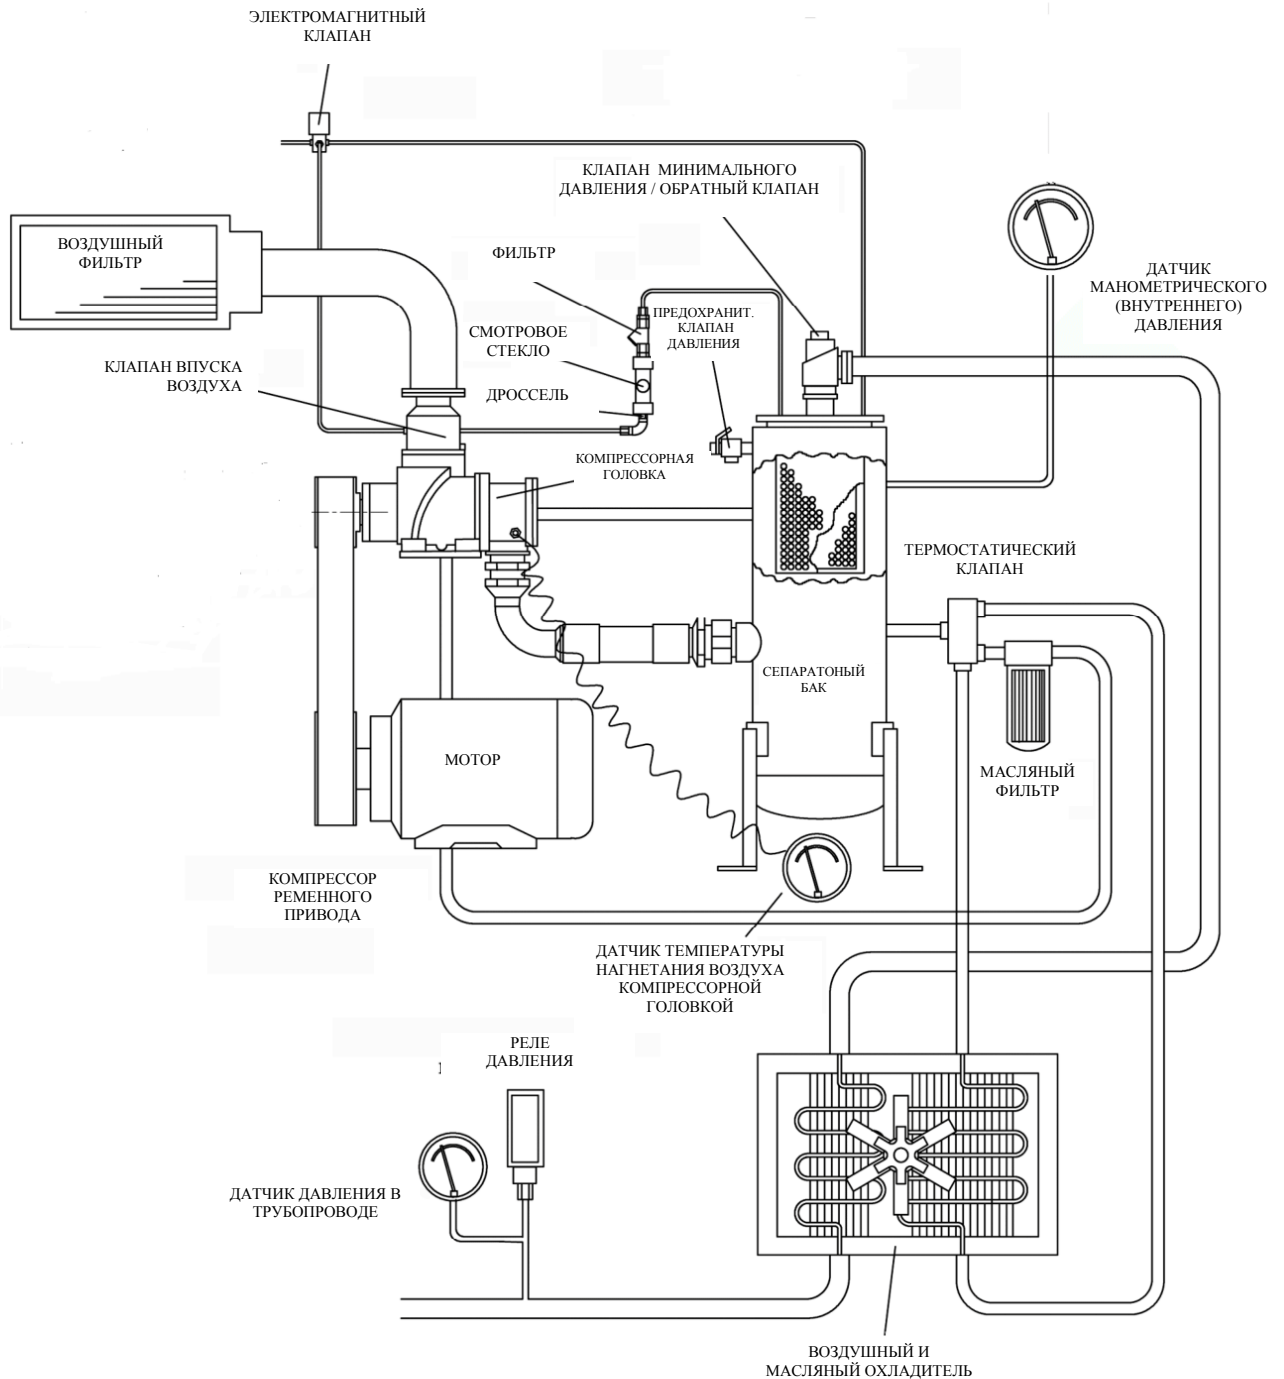 ЭЛЕКТРОМАГНИТНЫЙ
КЛАПАН
КЛАПАН МИНИМАЛЬНОГО
ДАВЛЕНИЯ / ОБРАТНЫЙ КЛАПАН
ВОЗДУШНЫЙ
ФИЛЬТР
ФИЛЬТР
ДАТЧИК
МАНОМЕТРИЧЕСКОГО
(ВНУТРЕННЕГО)
ДАВЛЕНИЯ
ПРЕДОХРАНИТ.
КЛАПАН
ДАВЛЕНИЯ
СМОТРОВОЕ
СТЕКЛО
КЛАПАН ВПУСКА
ВОЗДУХА
ДРОССЕЛЬ
КОМПРЕССОРНАЯ
ГОЛОВКА
ТЕРМОСТАТИЧЕСКИЙ
КЛАПАН
СЕПАРАТОНЫЙ
БАК
МОТОР
МАСЛЯНЫЙ
ФИЛЬТР
КОМПРЕССОР
РЕМЕННОГО
ПРИВОДА
ДАТЧИК ТЕМПЕРАТУРЫ
НАГНЕТАНИЯ ВОЗДУХА
КОМПРЕССОРНОЙ
ГОЛОВКОЙ
РЕЛЕ
ДАВЛЕНИЯ
ДАТЧИК ДАВЛЕНИЯ В
ТРУБОПРОВОДЕ
ВОЗДУШНЫЙ И
МАСЛЯНЫЙ ОХЛАДИТЕЛЬ